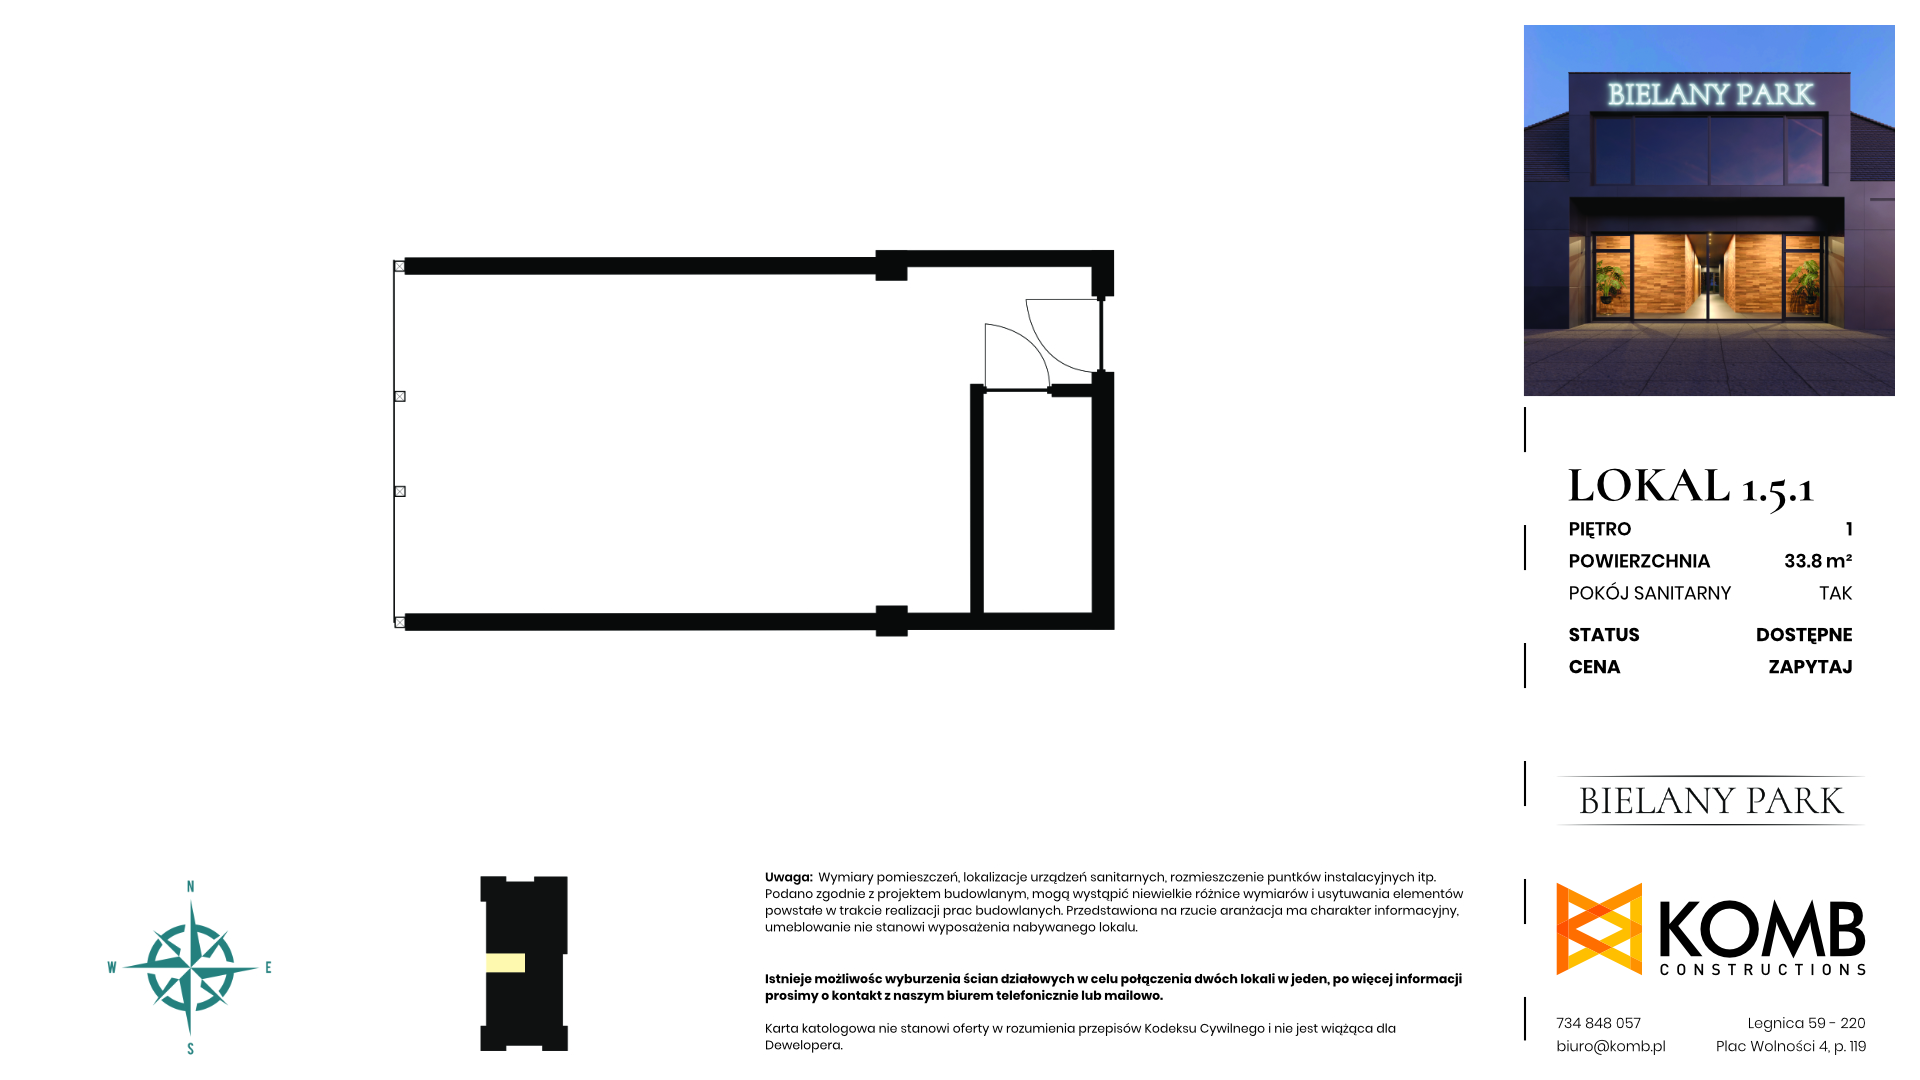 BIELANY PARK
LOKAL 1.5.1
PIĘTRO 1
POWIERZCHNIA 33.8 m²
POKÓJ SANITARNY TAK
STATUS DOSTĘPNE
CENA ZAPYTAJ
BIELANY PARK
KOMB
CONSTRUCTIONS
734 848 057 Legnica 59 - 220
biuro@komb.pl Plac Wolności 4, p. 119
N
W E
S
Uwaga: Wymiary pomieszczeń, lokalizacje urządzeń sanitarnych, rozmieszczenie puntków instalacyjnych itp.
Podano zgodnie z projektem budowlanym, mogą wystąpić niewielkie różnice wymiarów i usytuwania elementów
powstałe w trakcie realizacji prac budowlanych. Przedstawiona na rzucie aranżacja ma charakter informacyjny,
umeblowanie nie stanowi wyposażenia nabywanego lokalu.
Istnieje możliwośc wyburzenia ścian działowych w celu połączenia dwóch lokali w jeden, po więcej informacji
prosimy o kontakt z naszym biurem telefonicznie lub mailowo.
Karta katologowa nie stanowi oferty w rozumienia przepisów Kodeksu Cywilnego i nie jest wiążąca dla
Dewelopera.